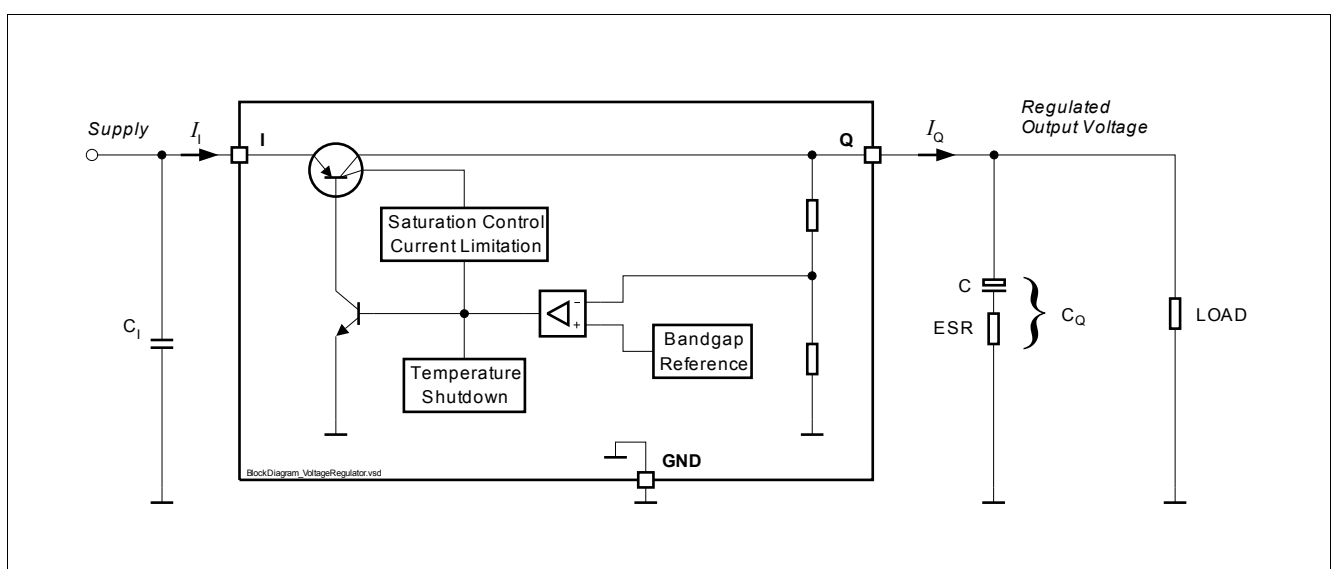 Supply
I_I
I
Q
I_Q
Regulated
Output Voltage
Saturation Control
Current Limitation
C_I
-
+
Bandgap
Reference
Temperature
Shutdown
C
ESR
}
C_Q
LOAD
GND
BlockDiagram_VoltageRegulator.vsd